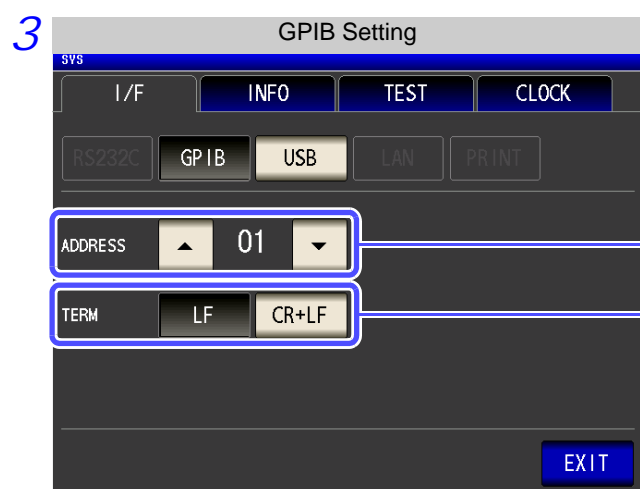 3
GPIB Setting
SYS
I/F INFO TEST CLOCK
RS232C GPIB USB LAN PRINT
ADDRESS 01
TERM LF CR+LF
EXIT